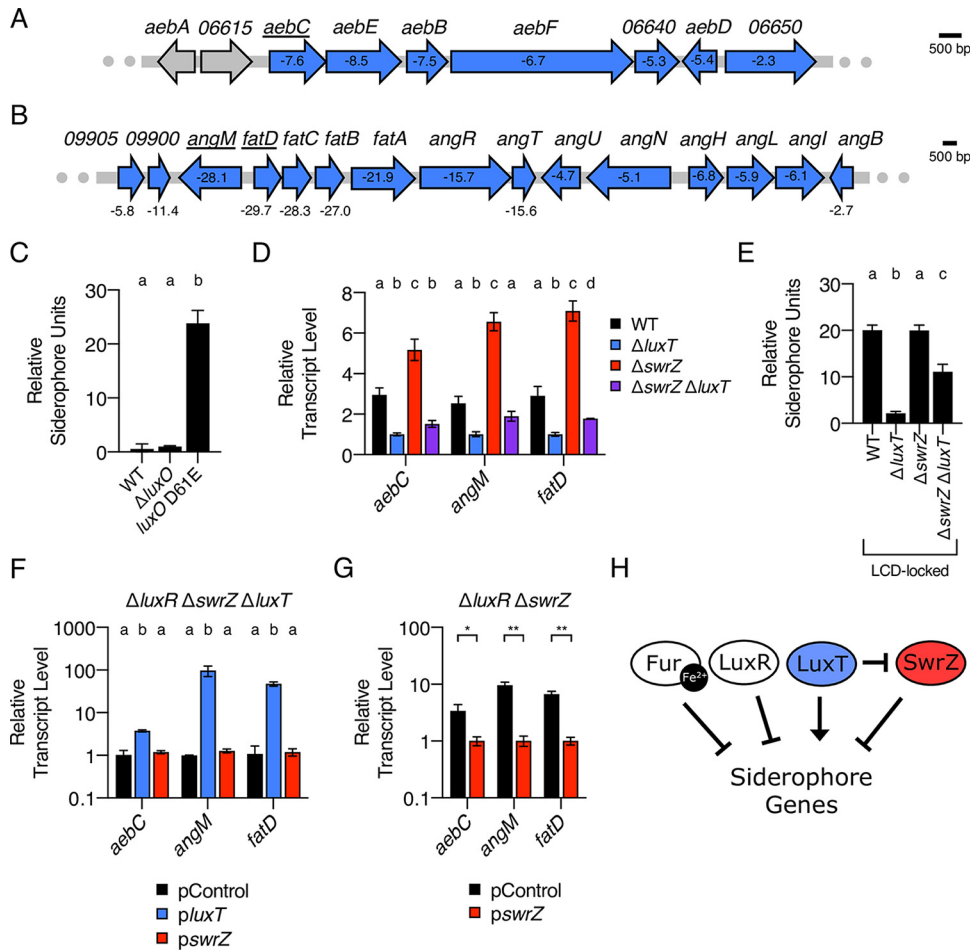 A
aebA 06615 aebC aebE aebB aebF 06640 aebD 06650
-7.6 -8.5 -7.5 -6.7 -5.3 -5.4 -2.3
500 bp
B
09905 09900 angM fatD fatC fatB fatA angR angT angU angN angH angL angI angB
-28.1 -21.9 -15.7 -4.7 -5.1 -6.8 -5.9 -6.1
-5.8 -11.4 -29.7 -28.3 -27.0 -15.6 -2.7
500 bp
C
a a b
Relative
Siderophore Units
30
20
10
0
WT
ΔluxO
luxO D61E
D
a b c b a b c a a b c d
Relative
Transcript Level
8
6
4
2
0
aebC
angM
fatD
WT
ΔluxT
ΔswrZ
ΔswrZ ΔluxT
E
a b a c
Relative
Siderophore Units
30
20
10
0
WT
ΔluxT
ΔswrZ
ΔswrZ ΔluxT
LCD-locked
F
ΔluxR ΔswrZ ΔluxT
a b a a b a a b a
Relative
Transcript Level
1000
100
10
1
0.1
aebC
angM
fatD
pControl
pluxT
pswrZ
G
ΔluxR ΔswrZ
* ** **
Relative
Transcript Level
100
10
1
0.1
aebC
angM
fatD
pControl
pswrZ
H
Fur Fe2+ LuxR LuxT SwrZ
Siderophore
Genes